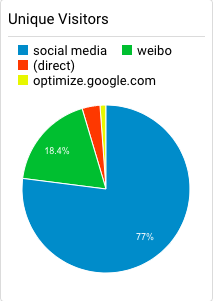 Unique Visitors
social media weibo
(direct)
optimize.google.com
18.4%
77%